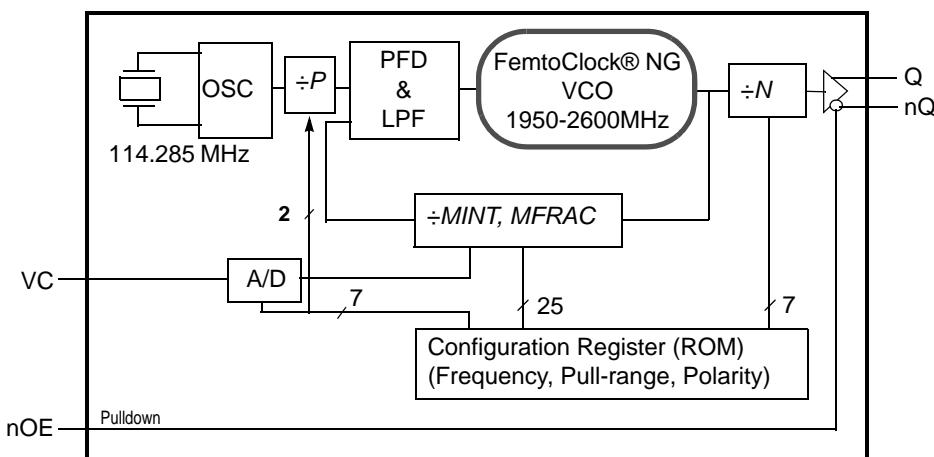 OSC
÷P
PFD
&
LPF
FemtoClock® NG
VCO
1950-2600MHz
÷N
Q
nQ
114.285 MHz
2
÷MINT, MFRAC
VC
A/D
7
25
7
Configuration Register (ROM)
(Frequency, Pull-range, Polarity)
nOE
Pulldown